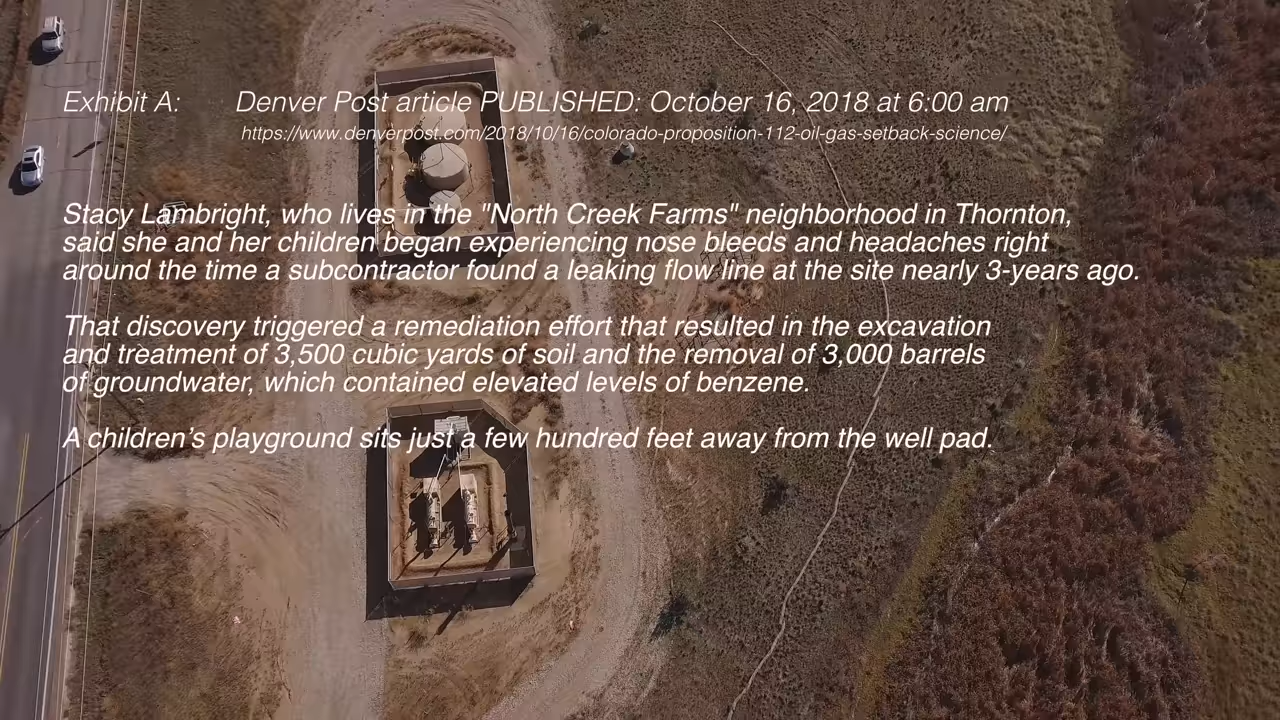 Exhibit A: Denver Post article PUBLISHED: October 16, 2018 at 6:00 am
https://www.denverpost.com/2018/10/16/colorado-proposition-112-oil-gas-setback-science/
Stacy Lambright, who lives in the "North Creek Farms" neighborhood in Thornton,
said she and her children began experiencing nose bleeds and headaches right
around the time a subcontractor found a leaking flow line at the site nearly 3-years ago.
That discovery triggered a remediation effort that resulted in the excavation
and treatment of 3,500 cubic yards of soil and the removal of 3,000 barrels
of groundwater, which contained elevated levels of benzene.
A children’s playground sits just a few hundred feet away from the well pad.